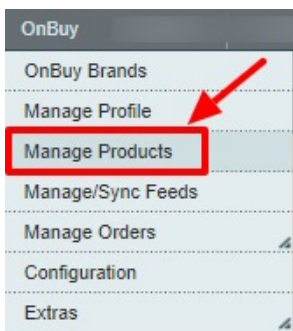 OnBuy
OnBuy Brands
Manage Profile
Manage Products
Manage/Sync Feeds
Manage Orders
Configuration
Extras